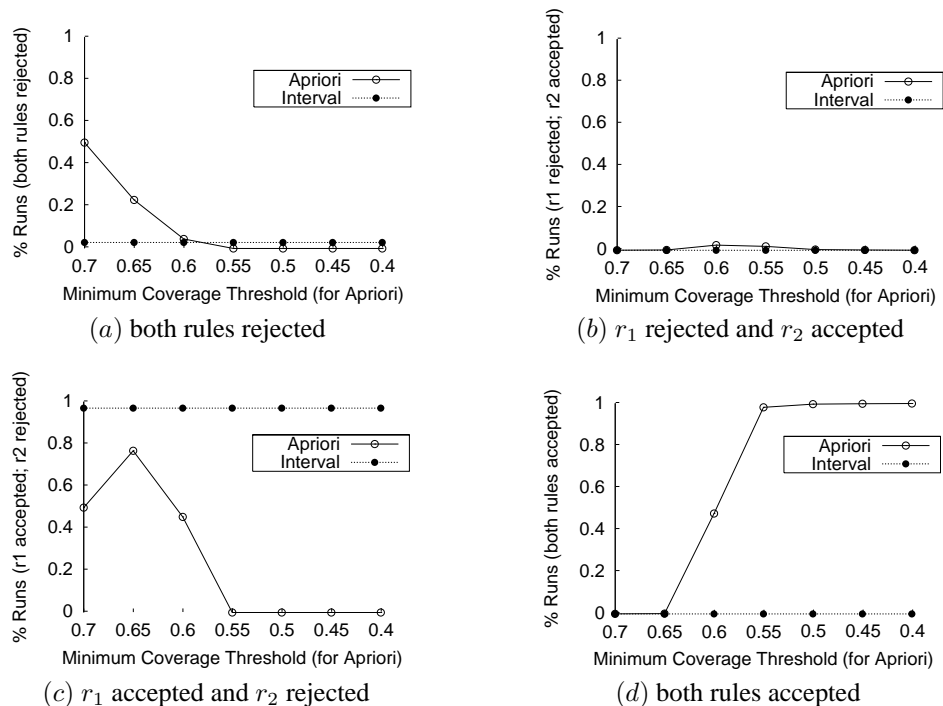 % Runs (both rules rejected)
1
0.8
0.6
0.4
0.2
0
Apriori
Interval
0.7 0.65 0.6 0.55 0.5 0.45 0.4
Minimum Coverage Threshold (for Apriori)
(a) both rules rejected
% Runs (r1 rejected; r2 accepted)
1
0.8
0.6
0.4
0.2
0
Apriori
Interval
0.7 0.65 0.6 0.55 0.5 0.45 0.4
Minimum Coverage Threshold (for Apriori)
(b) r1 rejected and r2 accepted
% Runs (r1 accepted; r2 rejected)
1
0.8
0.6
0.4
0.2
0
Apriori
Interval
0.7 0.65 0.6 0.55 0.5 0.45 0.4
Minimum Coverage Threshold (for Apriori)
(c) r1 accepted and r2 rejected
% Runs (both rules accepted)
1
0.8
0.6
0.4
0.2
0
Apriori
Interval
0.7 0.65 0.6 0.55 0.5 0.45 0.4
Minimum Coverage Threshold (for Apriori)
(d) both rules accepted